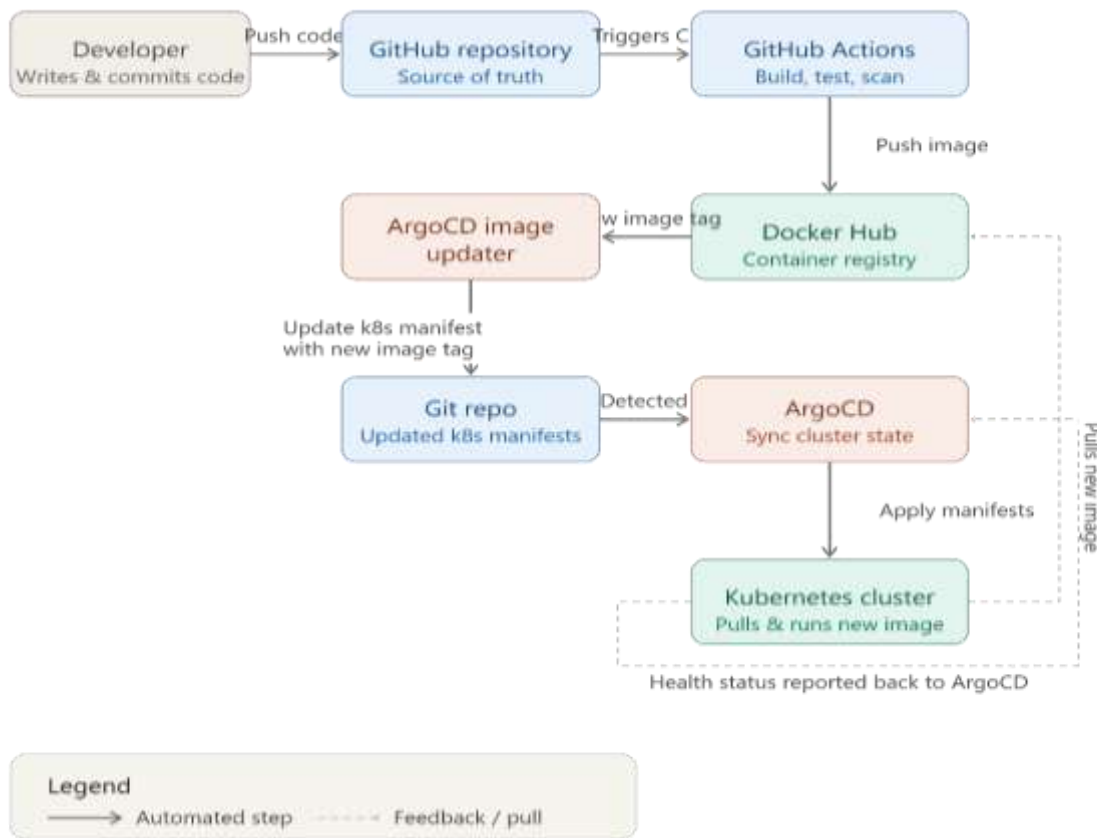 Developer
Writes & commits code
Push code
GitHub repository
Source of truth
Triggers C
GitHub Actions
Build, test, scan
Push image
ArgoCD image
updater
w image tag
Docker Hub
Container registry
Update k8s manifest
with new image tag
Git repo
Updated k8s manifests
Detected
ArgoCD
Sync cluster state
Pulls new image
Apply manifests
Kubernetes cluster
Pulls & runs new image
Health status reported back to ArgoCD
Legend
Automated step
Feedback / pull